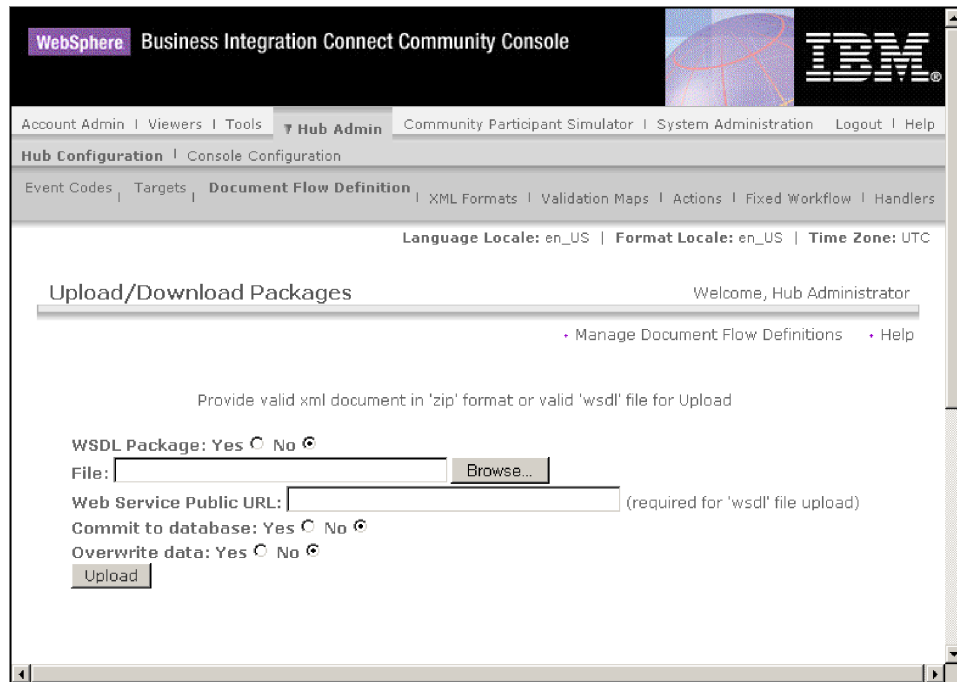 WebSphere Business Integration Connect Community Console
IBM®
Account Admin | Viewers | Tools Hub Admin Community Participant Simulator | System Administration Logout | Help
Hub Configuration | Console Configuration
Event Codes | Targets | Document Flow Definition | XML Formats | Validation Maps | Actions | Fixed Workflow | Handlers
Language Locale: en_US | Format Locale: en_US | Time Zone: UTC
Upload/Download Packages Welcome, Hub Administrator
Manage Document Flow Definitions Help
Provide valid xml document in 'zip' format or valid 'wsdl' file for Upload
WSDL Package: Yes No
File: Browse...
Web Service Public URL: (required for 'wsdl' file upload)
Commit to database: Yes No
Overwrite data: Yes No
Upload